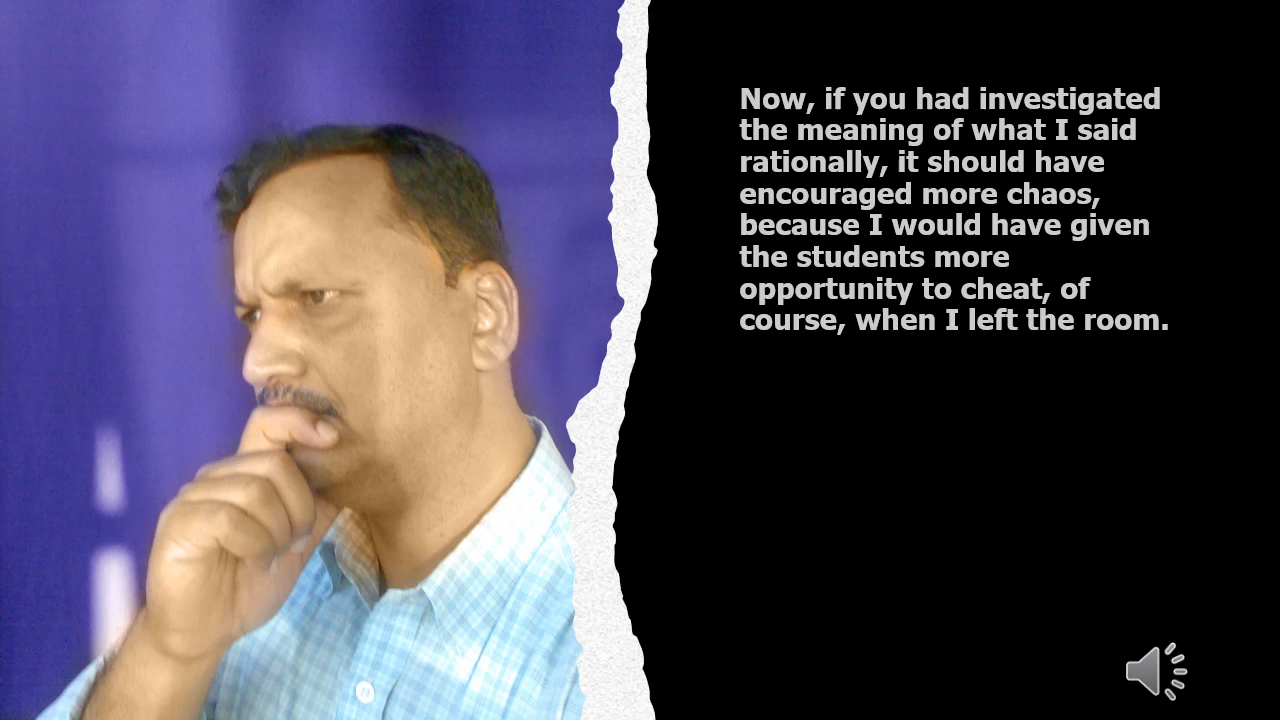 Now, if you had investigated
the meaning of what I said
rationally, it should have
encouraged more chaos,
because I would have given
the students more
opportunity to cheat, of
course, when I left the room.